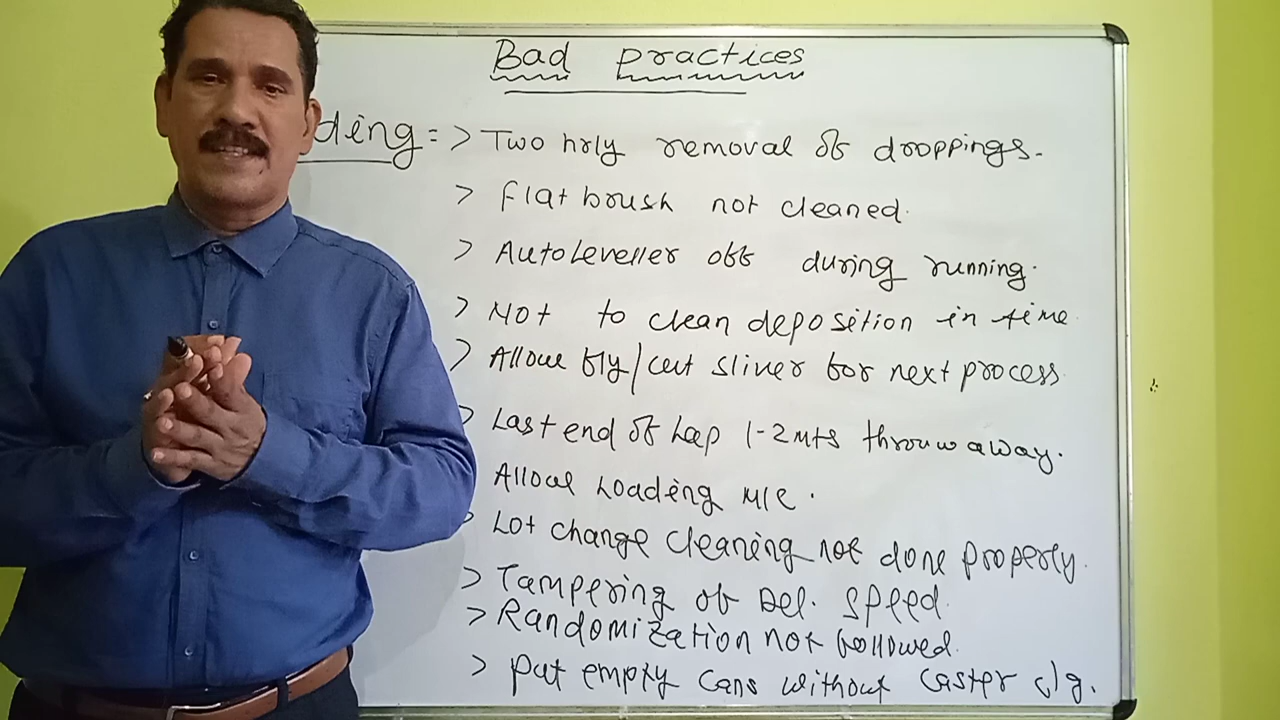 Bad practices
ding => Two hrly removal of droppings.
> flat brush not cleaned.
> AutoLeveller off during running.
> Not to clean deposition in time.
> Allow fly/cut sliver for next process
> Last end of Lap 1-2 mts throw away.
Allow Loading M/C.
> Lot change cleaning not done properly.
> Tampering of Del. speed.
> Randomization not followed.
> put empty cans without caster c/g.